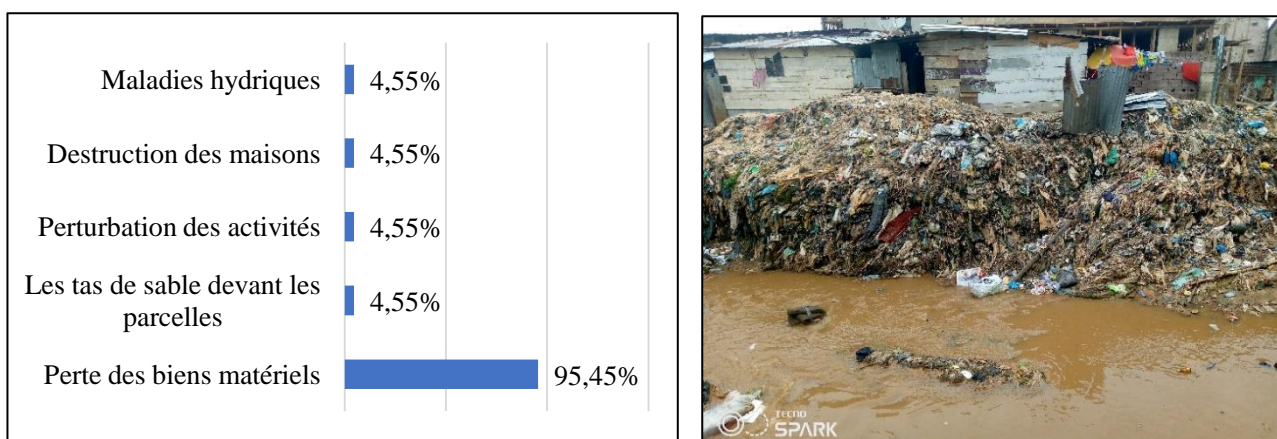 Maladies hydriques 4,55%
Destruction des maisons 4,55%
Perturbation des activités 4,55%
Les tas de sable devant les
parcelles 4,55%
Perte des biens matériels 95,45%
TECNO
SPARK